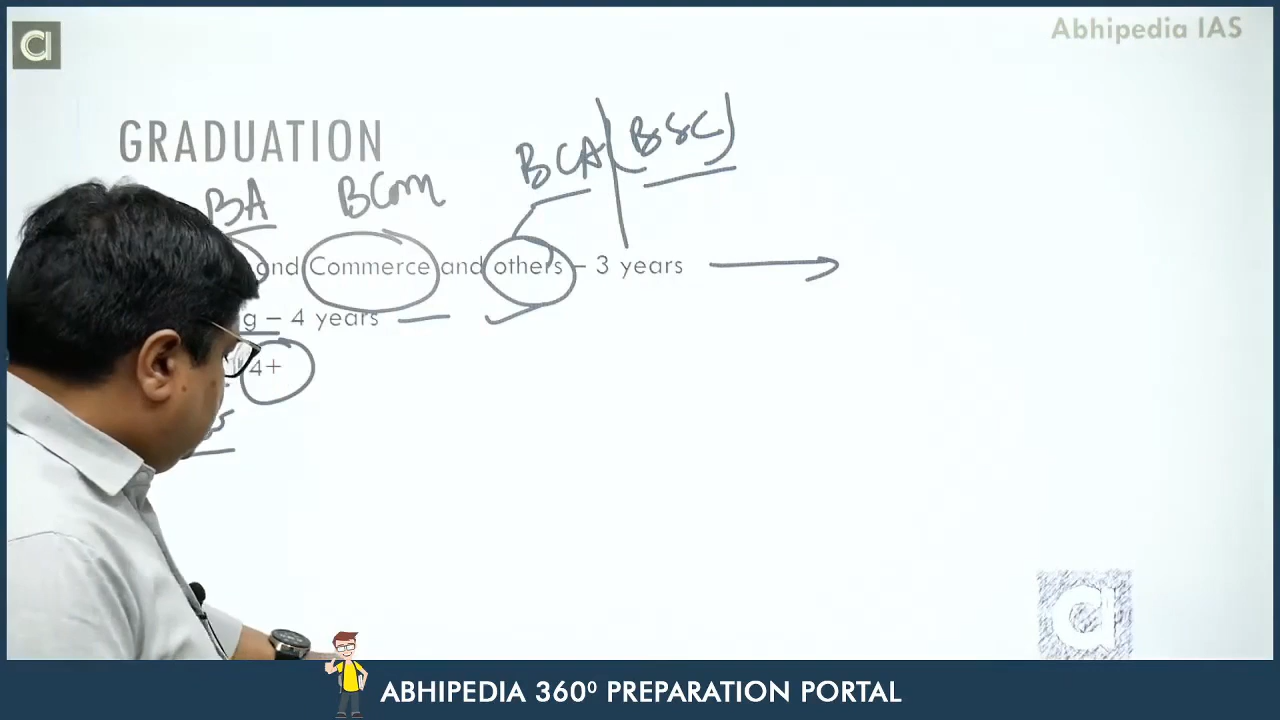 Abhipedia IAS
GRADUATION
BCA (BSC)
BA BCom
and Commerce and others – 3 years
g – 4 years
4+
ABHIPEDIA 360⁰ PREPARATION PORTAL